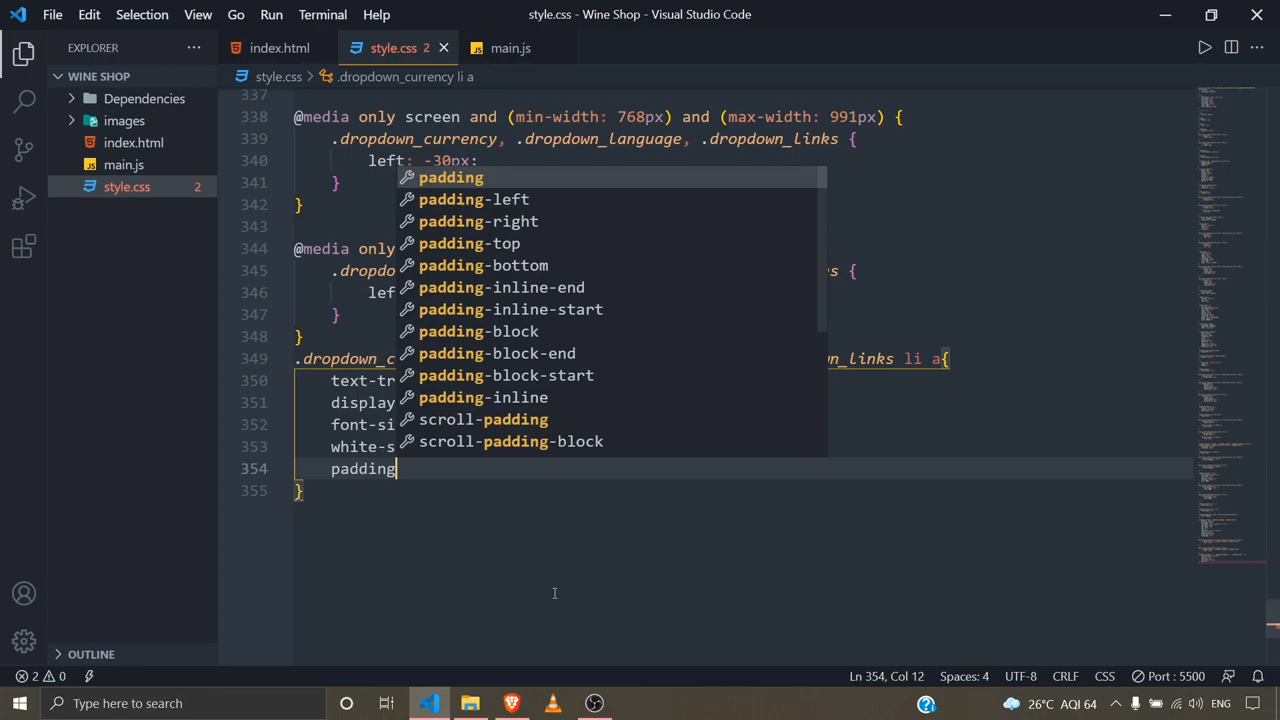 File Edit Selection View Go Run Terminal Help
style.css - Wine Shop - Visual Studio Code
EXPLORER
index.html
style.css 2
main.js
WINE SHOP
style.css > .dropdown_currency li a
Dependencies
images
index.html
main.js
style.css 2
OUTLINE
337
338 @media only screen and (min-width: 768px) and (max-width: 991px) {
339 .dropdown_currency, .dropdown_language, .dropdown_links {
340 left: -30px;
341 }
342 }
343
344 @media only
345 .dropdo ns {
346 lef
347 }
348 }
349 .dropdown_c wn_links li a{
350 text-tr
351 display
352 font-si
353 white-s
354 padding
355 }
padding
padding-left
padding-right
padding-top
padding-bottom
padding-inline-end
padding-inline-start
padding-block
padding-block-end
padding-block-start
padding-inline
scroll-padding
scroll-padding-block
2 0
Ln 354, Col 12 Spaces: 4 UTF-8 CRLF CSS Port : 5500
Type here to search
26°C AQI 64 ENG